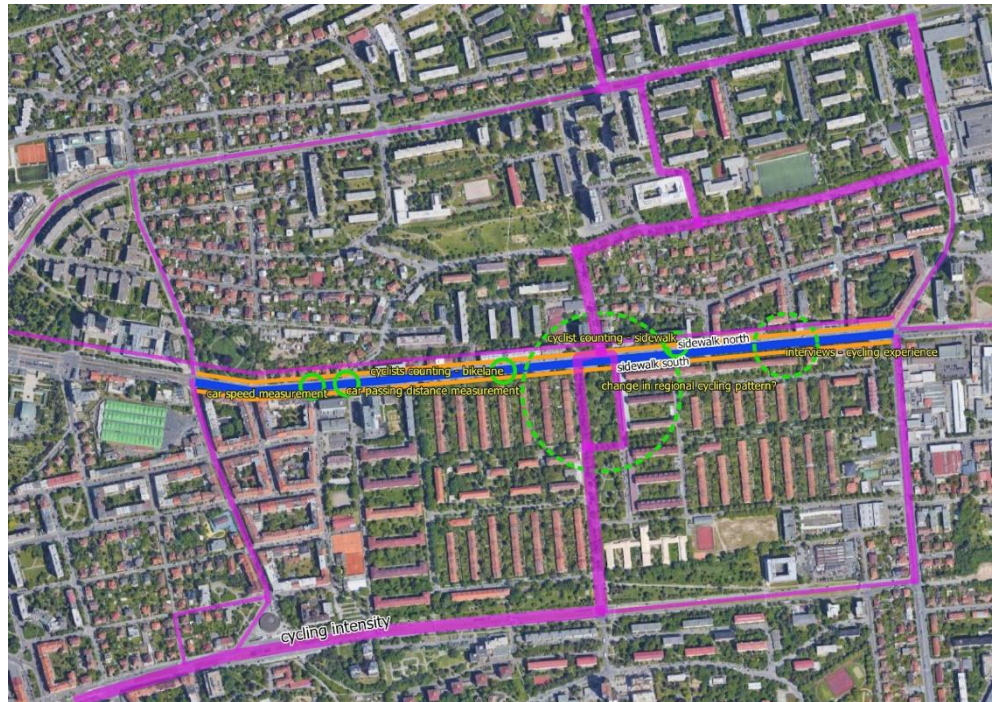 cyclist counting - sidewalk
sidewalk north
interviews - cycling experience
sidewalk south
cyclists counting - bikelane
change in regional cycling pattern?
car speed measurement
car passing distance measurement
cycling intensity